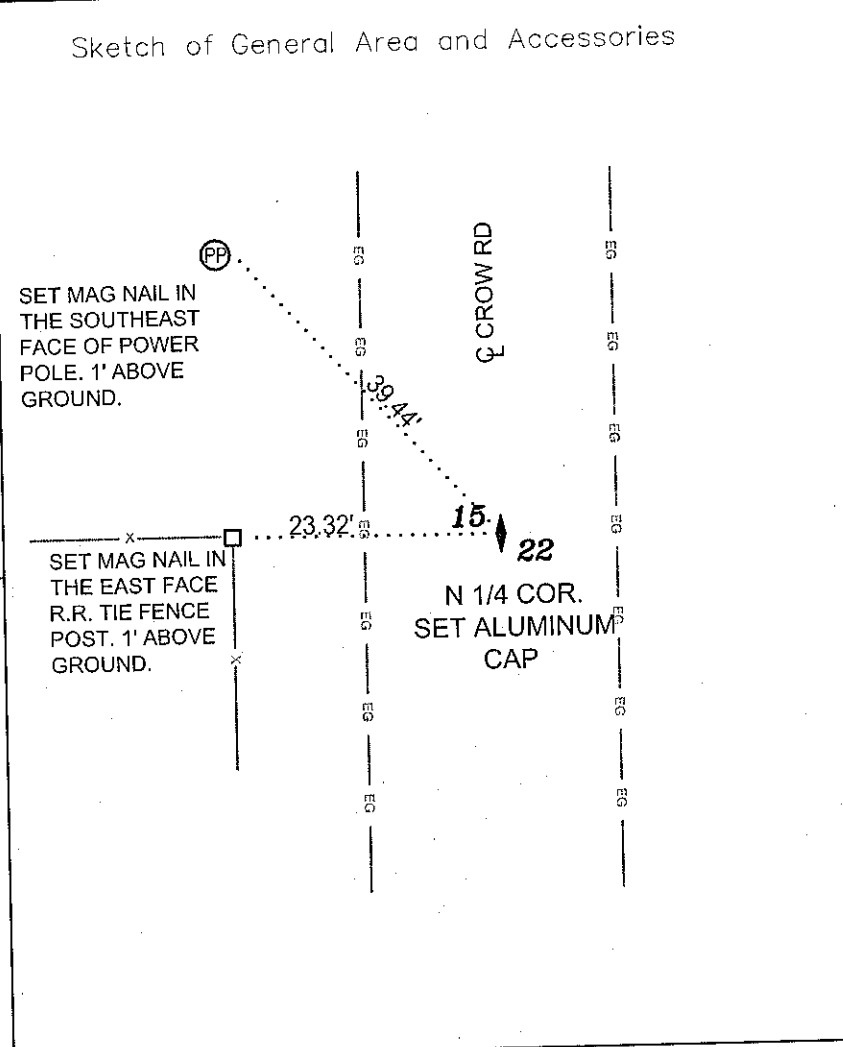 Sketch of General Area and Accessories
PP
SET MAG NAIL IN
THE SOUTHEAST
FACE OF POWER
POLE. 1' ABOVE
GROUND.
EG
EG
EG
EG
EG
EG
EG
℄ CROW RD
EG
EG
EG
EG
EG
EG
EG
39.44'
23.32'
15
22
N 1/4 COR.
SET ALUMINUM
CAP
X
SET MAG NAIL IN
THE EAST FACE
R.R. TIE FENCE
POST. 1' ABOVE
GROUND.
X